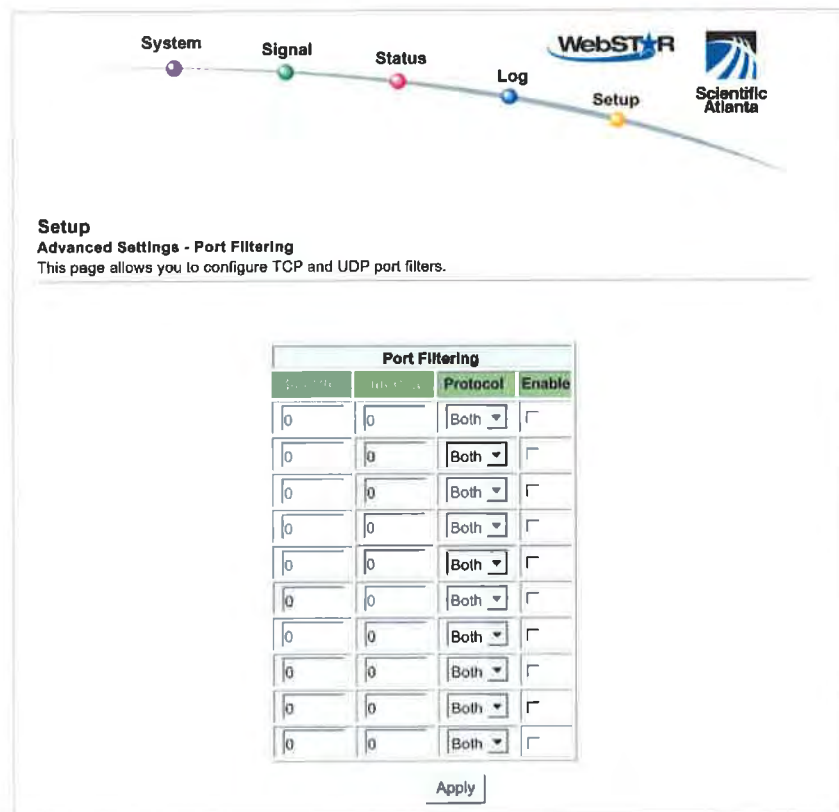 System
Signal
Status
Log
Setup
WebSTAR
Scientific
Atlanta
Setup
Advanced Settings - Port Filtering
This page allows you to configure TCP and UDP port filters.
Port Filtering
Protocol Enable
0 0 Both
0 0 Both
0 0 Both
0 0 Both
0 0 Both
0 0 Both
0 0 Both
0 0 Both
0 0 Both
0 0 Both
Apply